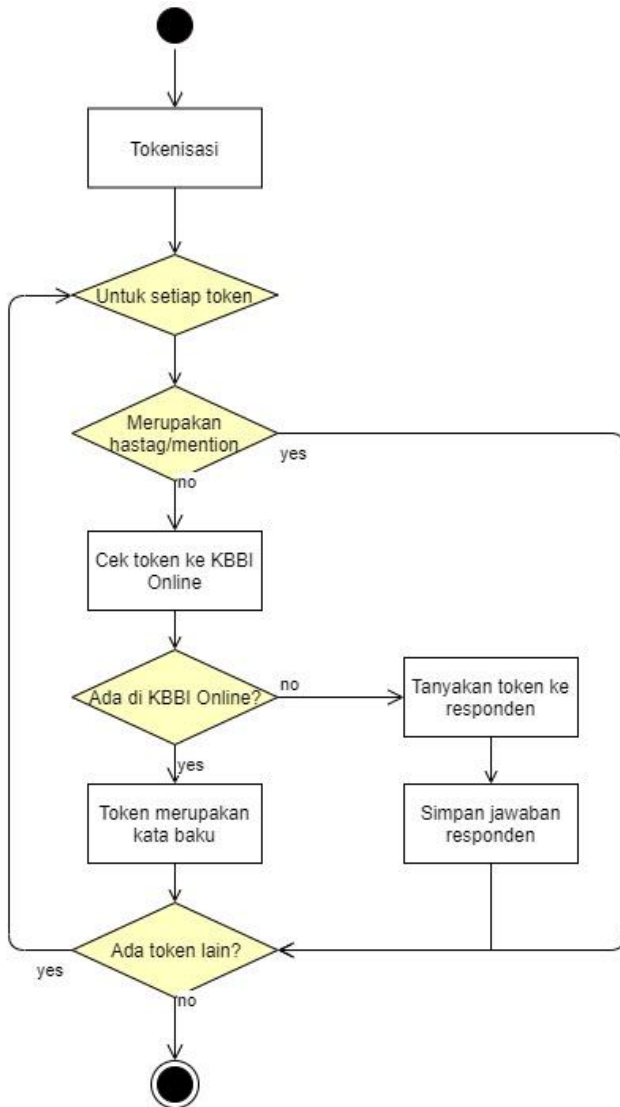 Tokenisasi
Untuk setiap token
Merupakan
hastag/mention
yes
no
Cek token ke KBBI
Online
Ada di KBBI Online?
no
Tanyakan token ke
responden
yes
Token merupakan
kata baku
Simpan jawaban
responden
Ada token lain?
yes
no